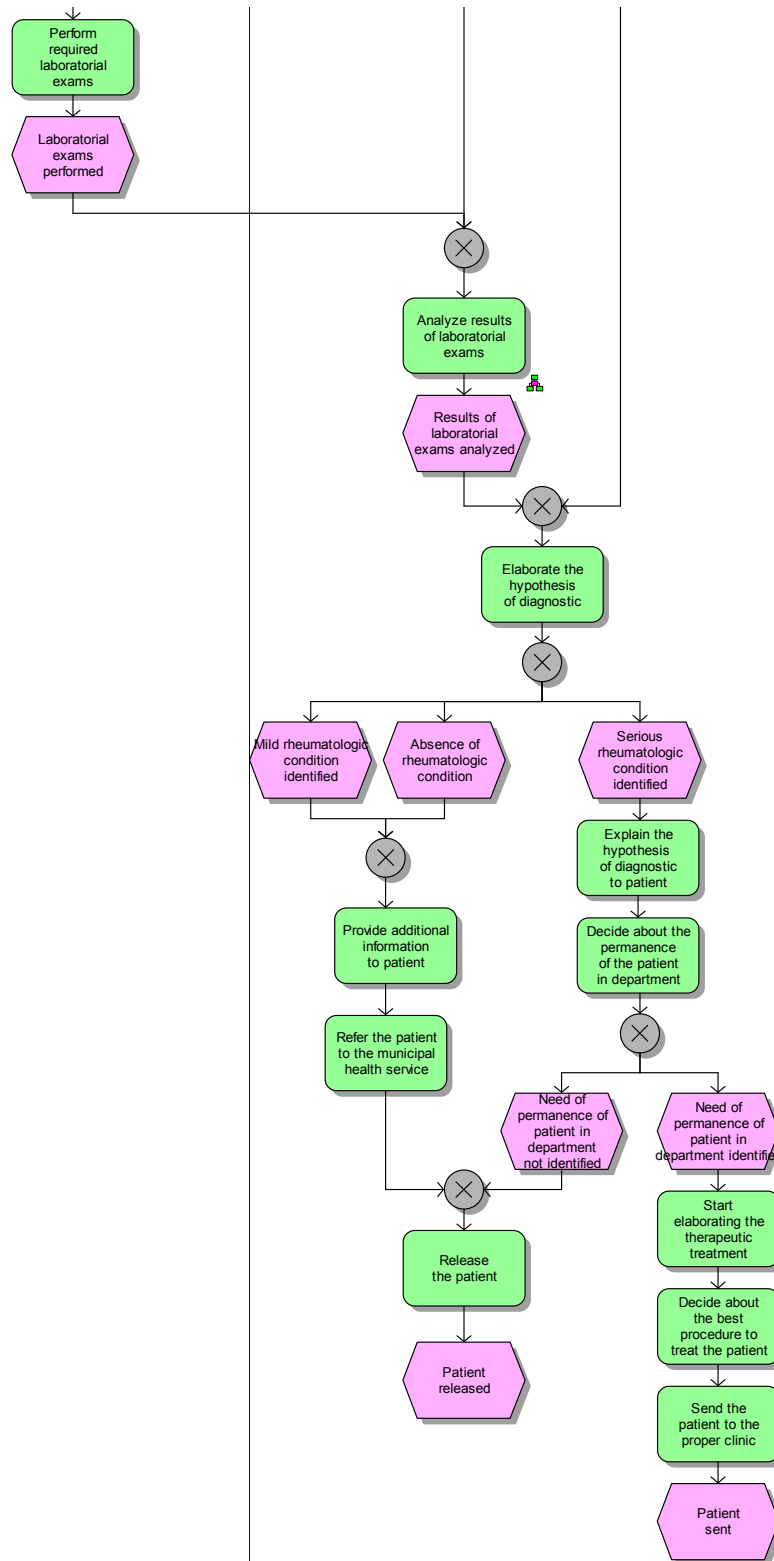 Perform
required
laboratorial
exams
Laboratorial
exams
performed
Analyze results
of laboratorial
exams
Results of
laboratorial
exams analyzed
Elaborate the
hypothesis
of diagnostic
Mild rheumatologic
condition
identified
Absence of
rheumatologic
condition
Serious
rheumatologic
condition
identified
Explain the
hypothesis
of diagnostic
to patient
Provide additional
information
to patient
Decide about the
permanence
of the patient
in department
Refer the patient
to the municipal
health service
Need of
permanence of
patient in
department
not identified
Need of
permanence of
patient in
department identifie
Start
elaborating the
therapeutic
treatment
Release
the patient
Decide about
the best
procedure to
treat the patient
Patient
released
Send the
patient to the
proper clinic
Patient
sent